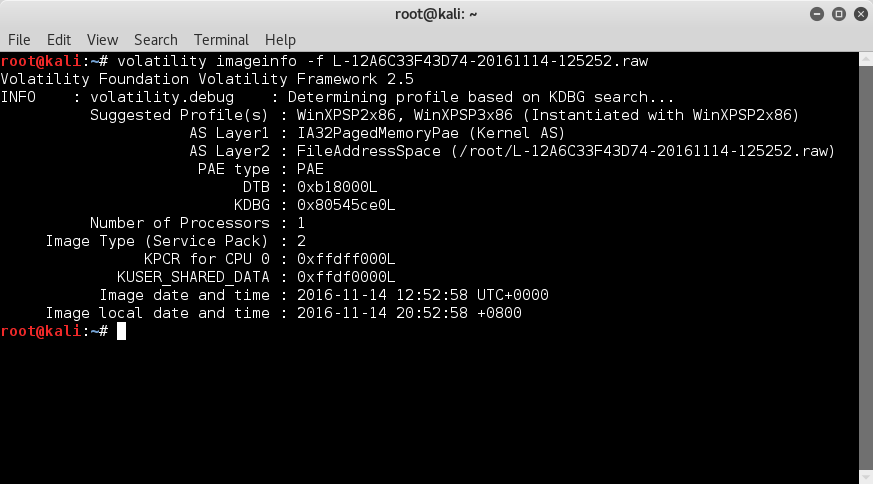 root@kali: ~
File Edit View Search Terminal Help
root@kali:~# volatility imageinfo -f L-12A6C33F43D74-20161114-125252.raw
Volatility Foundation Volatility Framework 2.5
INFO    : volatility.debug    : Determining profile based on KDBG search...
          Suggested Profile(s) : WinXPSP2x86, WinXPSP3x86 (Instantiated with WinXPSP2x86)
                     AS Layer1 : IA32PagedMemoryPae (Kernel AS)
                     AS Layer2 : FileAddressSpace (/root/L-12A6C33F43D74-20161114-125252.raw)
                      PAE type : PAE
                           DTB : 0xb18000L
                          KDBG : 0x80545ce0L
          Number of Processors : 1
     Image Type (Service Pack) : 2
                KPCR for CPU 0 : 0xffdff000L
             KUSER_SHARED_DATA : 0xffdf0000L
           Image date and time : 2016-11-14 12:52:58 UTC+0000
     Image local date and time : 2016-11-14 20:52:58 +0800
root@kali:~#